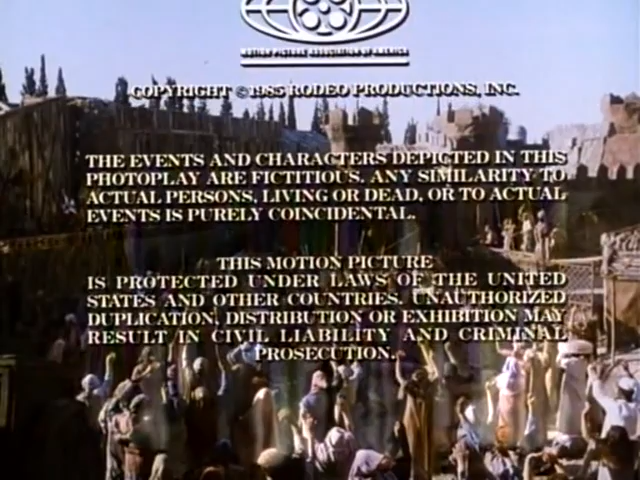 MOTION PICTURE ASSOCIATION OF AMERICA
COPYRIGHT © 1985 RODEO PRODUCTIONS, INC.
THE EVENTS AND CHARACTERS DEPICTED IN THIS
PHOTOPLAY ARE FICTITIOUS. ANY SIMILARITY TO
ACTUAL PERSONS, LIVING OR DEAD, OR TO ACTUAL
EVENTS IS PURELY COINCIDENTAL.
THIS MOTION PICTURE
IS PROTECTED UNDER LAWS OF THE UNITED
STATES AND OTHER COUNTRIES. UNAUTHORIZED
DUPLICATION, DISTRIBUTION OR EXHIBITION MAY
RESULT IN CIVIL LIABILITY AND CRIMINAL
PROSECUTION.